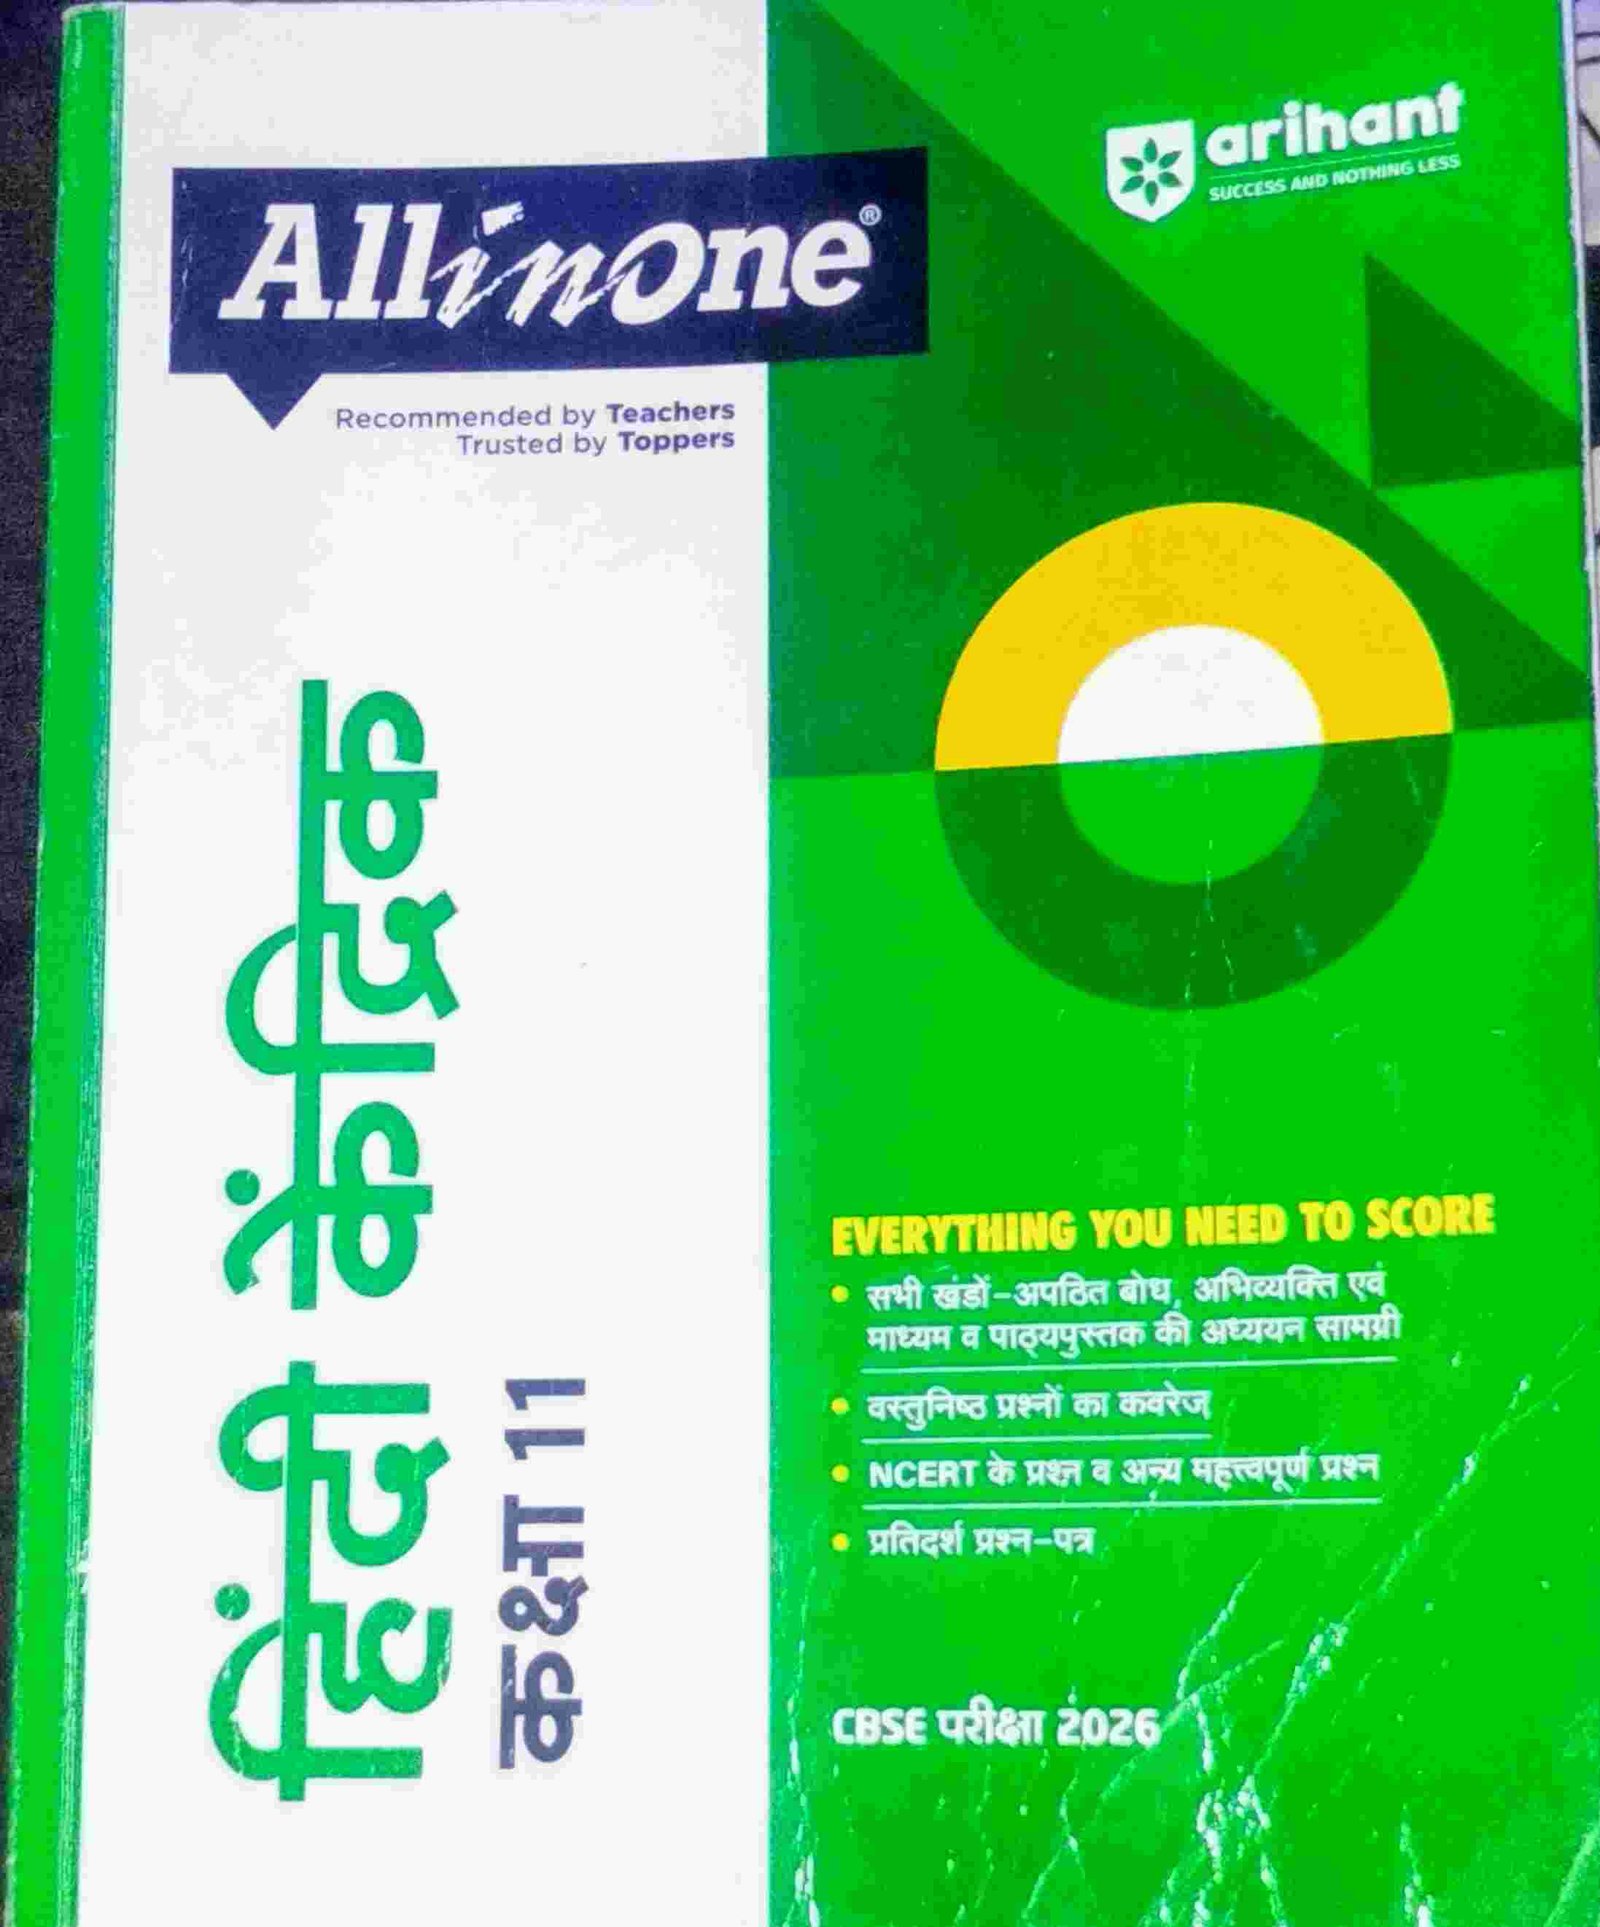 arihant
SUCCESS AND NOTHING LESS
All in One®
Recommended by Teachers
Trusted by Toppers
हिंदी केंद्रिक
कक्षा 11
EVERYTHING YOU NEED TO SCORE
• सभी खंडों-अपठित बोध, अभिव्यक्ति एवं
माध्यम व पाठ्यपुस्तक की अध्ययन सामग्री
• वस्तुनिष्ठ प्रश्नों का कवरेज
• NCERT के प्रश्न व अन्य महत्त्वपूर्ण प्रश्न
• प्रतिदर्श प्रश्न-पत्र
CBSE परीक्षा 2026